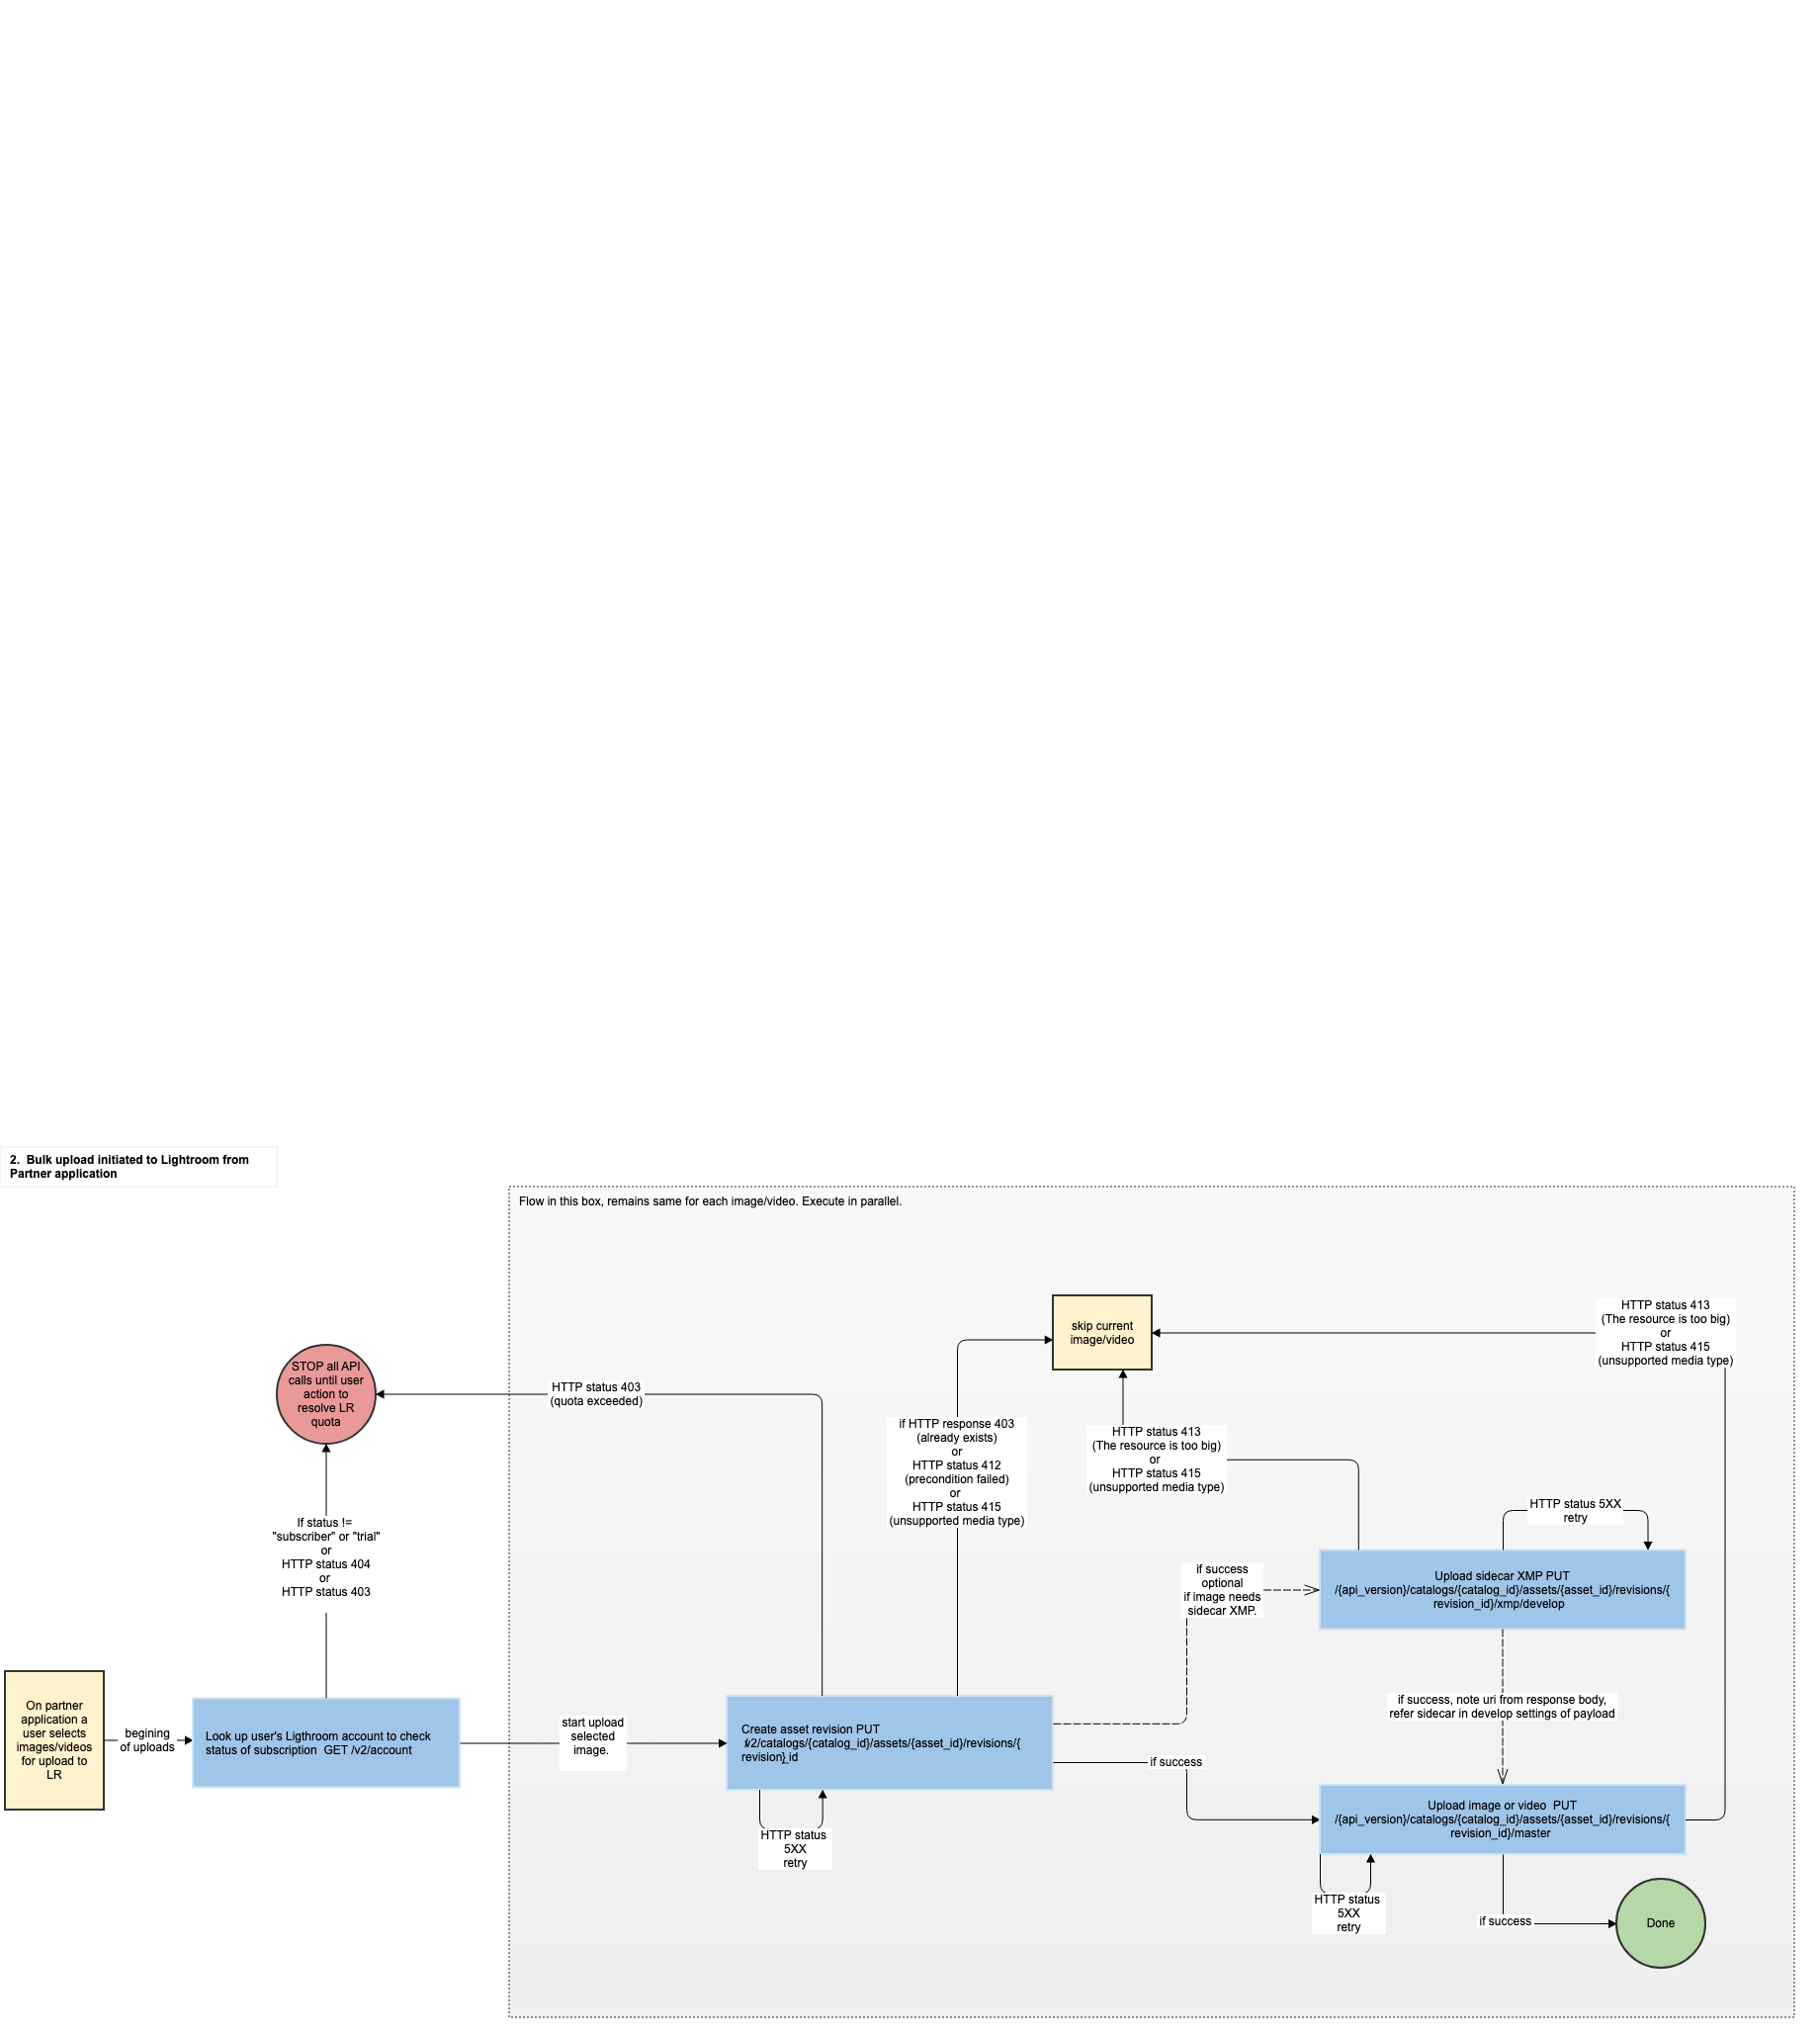 2.  Bulk upload initiated to Lightroom from
Partner application
Flow in this box, remains same for each image/video. Execute in parallel.
skip current
image/video
HTTP status 413
(The resource is too big)
or
HTTP status 415
(unsupported media type)
STOP all API
calls until user
action to
resolve LR
quota
HTTP status 403
(quota exceeded)
if HTTP response 403
(already exists)
or
HTTP status 412
(precondition failed)
or
HTTP status 415
(unsupported media type)
HTTP status 413
(The resource is too big)
or
HTTP status 415
(unsupported media type)
HTTP status 5XX
retry
If status !=
"subscriber" or "trial"
or
HTTP status 404
or
HTTP status 403
if success
optional
if image needs
sidecar XMP.
Upload sidecar XMP PUT
/{api_version}/catalogs/{catalog_id}/assets/{asset_id}/revisions/{
revision_id}/xmp/develop
On partner
application a
user selects
images/videos
for upload to
LR
begining
of uploads
Look up user's Ligthroom account to check
status of subscription  GET /v2/account
start upload
selected
image.
Create asset revision PUT
/v2/catalogs/{catalog_id}/assets/{asset_id}/revisions/{
revision}_id
if success, note uri from response body,
refer sidecar in develop settings of payload
if success
Upload image or video  PUT
/{api_version}/catalogs/{catalog_id}/assets/{asset_id}/revisions/{
revision_id}/master
HTTP status
5XX
retry
HTTP status
5XX
retry
if success
Done